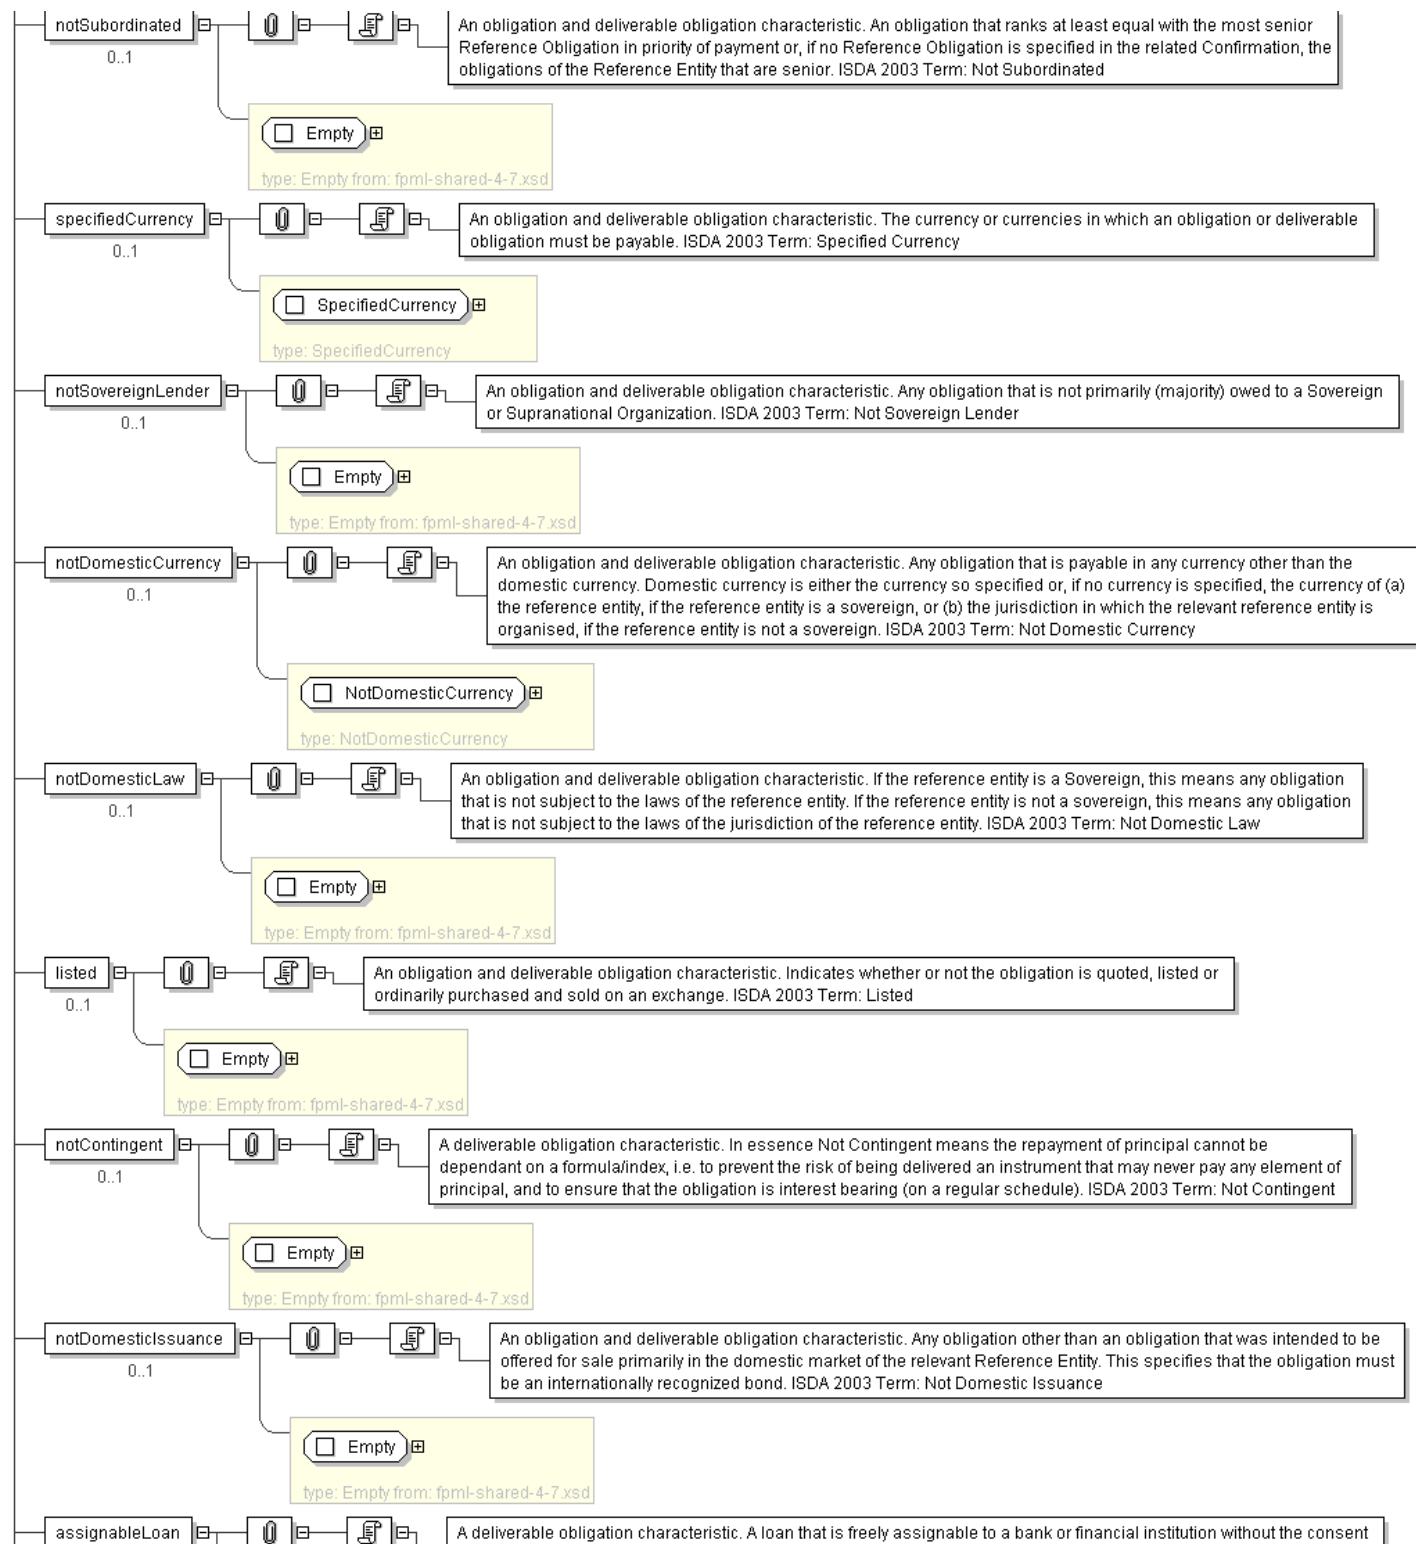 notSubordinated
0..1
An obligation and deliverable obligation characteristic. An obligation that ranks at least equal with the most senior
Reference Obligation in priority of payment or, if no Reference Obligation is specified in the related Confirmation, the
obligations of the Reference Entity that are senior. ISDA 2003 Term: Not Subordinated
Empty
type: Empty from: fpml-shared-4-7.xsd
specifiedCurrency
0..1
An obligation and deliverable obligation characteristic. The currency or currencies in which an obligation or deliverable
obligation must be payable. ISDA 2003 Term: Specified Currency
SpecifiedCurrency
type: SpecifiedCurrency
notSovereignLender
0..1
An obligation and deliverable obligation characteristic. Any obligation that is not primarily (majority) owed to a Sovereign
or Supranational Organization. ISDA 2003 Term: Not Sovereign Lender
Empty
type: Empty from: fpml-shared-4-7.xsd
notDomesticCurrency
0..1
An obligation and deliverable obligation characteristic. Any obligation that is payable in any currency other than the
domestic currency. Domestic currency is either the currency so specified or, if no currency is specified, the currency of (a)
the reference entity, if the reference entity is a sovereign, or (b) the jurisdiction in which the relevant reference entity is
organised, if the reference entity is not a sovereign. ISDA 2003 Term: Not Domestic Currency
NotDomesticCurrency
type: NotDomesticCurrency
notDomesticLaw
0..1
An obligation and deliverable obligation characteristic. If the reference entity is a Sovereign, this means any obligation
that is not subject to the laws of the reference entity. If the reference entity is not a sovereign, this means any obligation
that is not subject to the laws of the jurisdiction of the reference entity. ISDA 2003 Term: Not Domestic Law
Empty
type: Empty from: fpml-shared-4-7.xsd
listed
0..1
An obligation and deliverable obligation characteristic. Indicates whether or not the obligation is quoted, listed or
ordinarily purchased and sold on an exchange. ISDA 2003 Term: Listed
Empty
type: Empty from: fpml-shared-4-7.xsd
notContingent
0..1
A deliverable obligation characteristic. In essence Not Contingent means the repayment of principal cannot be
dependant on a formula/index, i.e. to prevent the risk of being delivered an instrument that may never pay any element of
principal, and to ensure that the obligation is interest bearing (on a regular schedule). ISDA 2003 Term: Not Contingent
Empty
type: Empty from: fpml-shared-4-7.xsd
notDomesticIssuance
0..1
An obligation and deliverable obligation characteristic. Any obligation other than an obligation that was intended to be
offered for sale primarily in the domestic market of the relevant Reference Entity. This specifies that the obligation must
be an internationally recognized bond. ISDA 2003 Term: Not Domestic Issuance
Empty
type: Empty from: fpml-shared-4-7.xsd
assignableLoan
A deliverable obligation characteristic. A loan that is freely assignable to a bank or financial institution without the consent